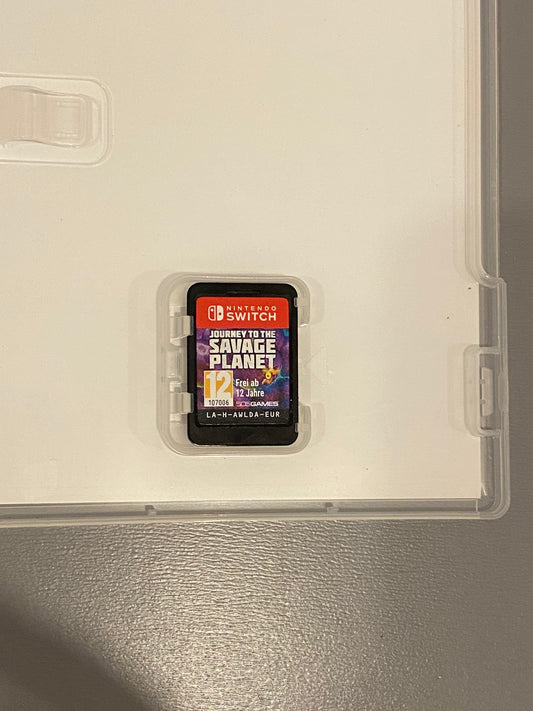 NINTENDO
SWITCH
JOURNEY TO THE
SAVAGE
PLANET
12
107006
Frei ab
12 Jahre
505GAMES
LA-H-AWLDA-EUR